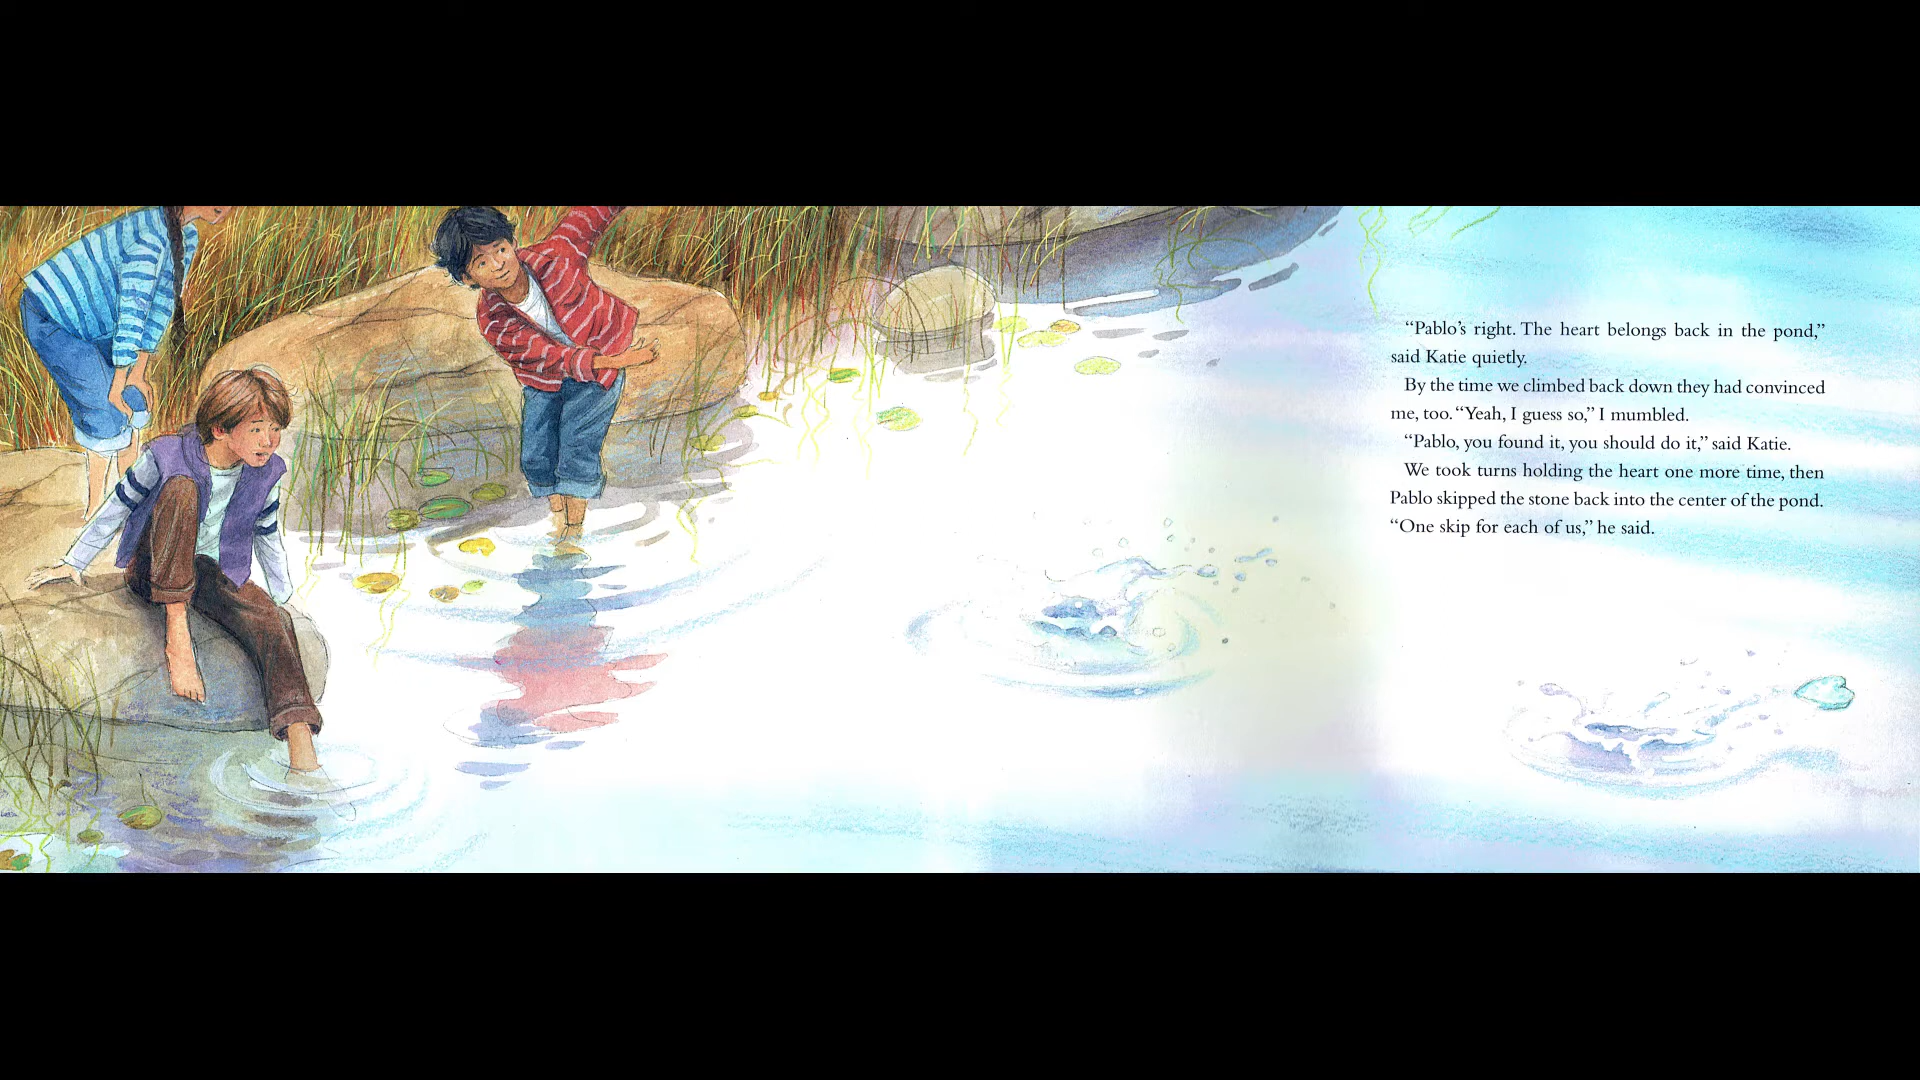 “Pablo’s right. The heart belongs back in the pond,”
said Katie quietly.
By the time we climbed back down they had convinced
me, too. “Yeah, I guess so,” I mumbled.
“Pablo, you found it, you should do it,” said Katie.
We took turns holding the heart one more time, then
Pablo skipped the stone back into the center of the pond.
“One skip for each of us,” he said.